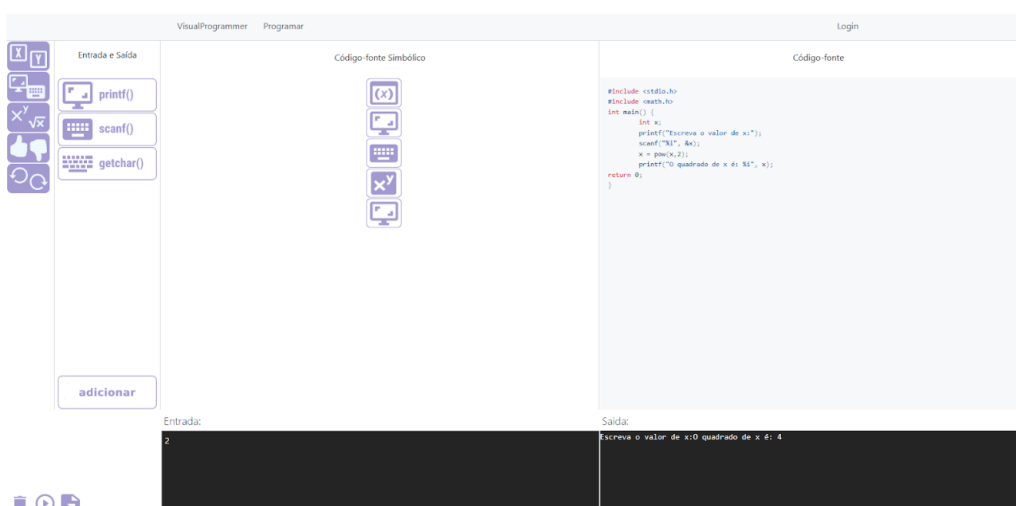 VisualProgrammer Programar Login
Entrada e Saída
printf()
scanf()
getchar()
adicionar
Código-fonte Simbólico
(x)
x^y
Código-fonte
#include <stdio.h>
#include <math.h>
int main() {
int x;
printf("Escreva o valor de x:");
scanf("%i", &x);
x = pow(x,2);
printf("O quadrado de x é: %i", x);
return 0;
}
Entrada:
2
Saída:
Escreva o valor de x:O quadrado de x é: 4
X Y
x^y √x